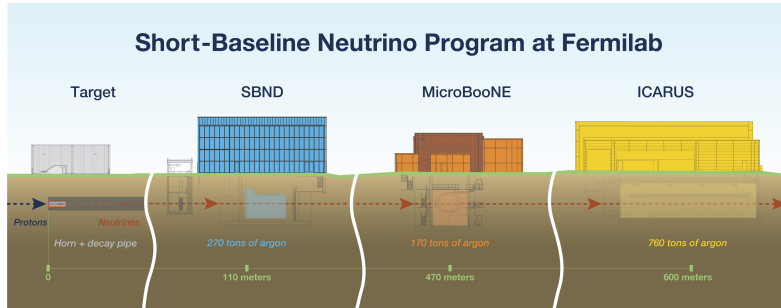 Short-Baseline Neutrino Program at Fermilab
Target
SBND
MicroBooNE
ICARUS
Protons
Neutrinos
Horn + decay pipe
270 tons of argon
170 tons of argon
760 tons of argon
0
110 meters
470 meters
600 meters